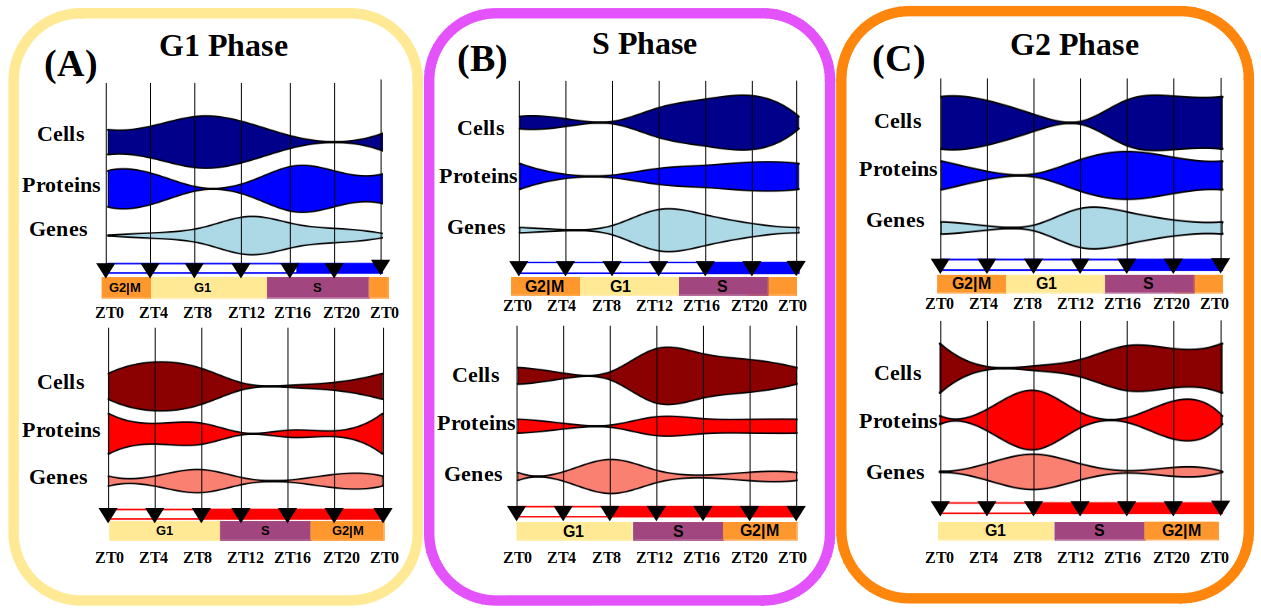 (A) G1 Phase
Cells
Proteins
Genes
G2|M G1 S
ZT0 ZT4 ZT8 ZT12 ZT16 ZT20 ZT0
Cells
Proteins
Genes
G1 S G2|M
ZT0 ZT4 ZT8 ZT12 ZT16 ZT20 ZT0
(B) S Phase
Cells
Proteins
Genes
G2|M G1 S
ZT0 ZT4 ZT8 ZT12 ZT16 ZT20 ZT0
Cells
Proteins
Genes
G1 S G2|M
ZT0 ZT4 ZT8 ZT12 ZT16 ZT20 ZT0
(C) G2 Phase
Cells
Proteins
Genes
G2|M G1 S
ZT0 ZT4 ZT8 ZT12 ZT16 ZT20 ZT0
Cells
Proteins
Genes
G1 S G2|M
ZT0 ZT4 ZT8 ZT12 ZT16 ZT20 ZT0